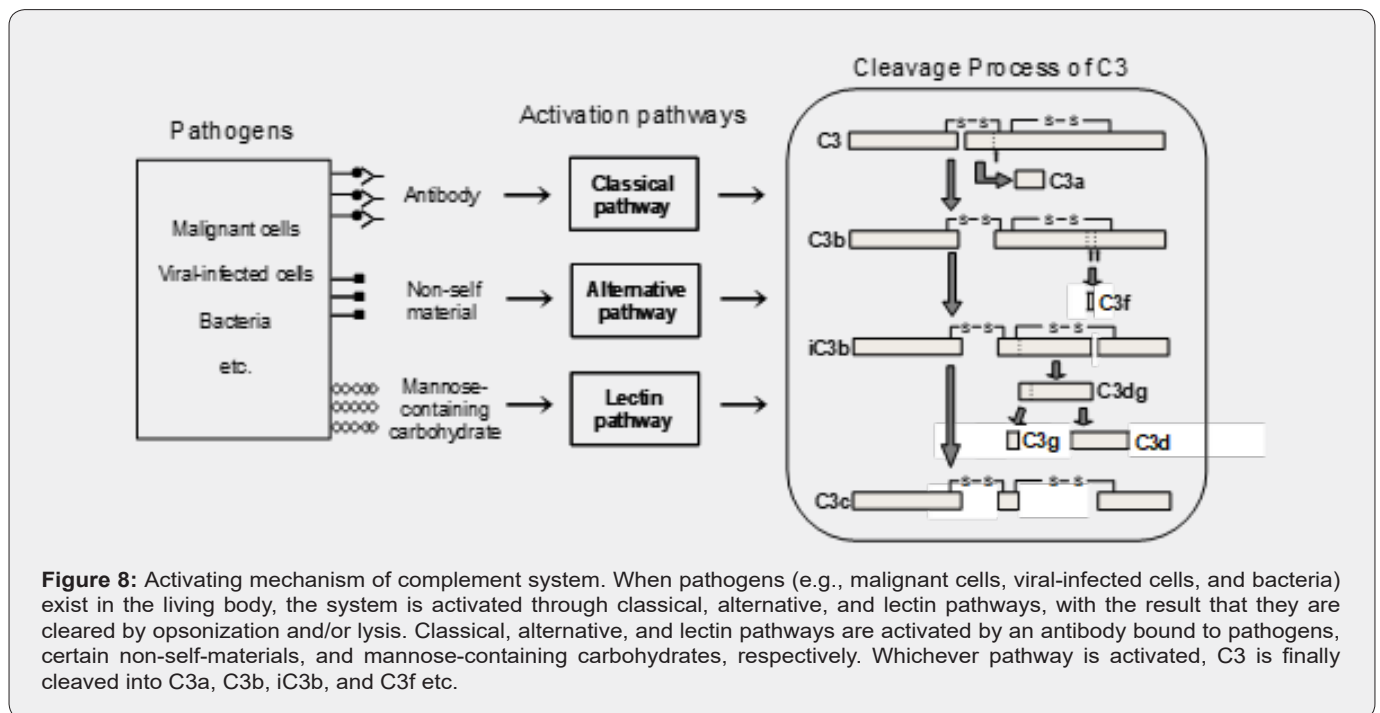 Cleavage Process of C3
Activation pathways
Pathogens
Malignant cells
Viral-infected cells
Bacteria
etc.
Antibody
Non-self
material
Mannose-
containing
carbohydrate
Classical
pathway
Alternative
pathway
Lectin
pathway
s-s
s-s
C3
C3a
s-s
s-s
C3b
C3f
s-s
s-s
iC3b
C3dg
C3g
C3d
s-s
s-s
C3c
Figure 8: Activating mechanism of complement system. When pathogens (e.g., malignant cells, viral-infected cells, and bacteria)
exist in the living body, the system is activated through classical, alternative, and lectin pathways, with the result that they are
cleared by opsonization and/or lysis. Classical, alternative, and lectin pathways are activated by an antibody bound to pathogens,
certain non-self-materials, and mannose-containing carbohydrates, respectively. Whichever pathway is activated, C3 is finally
cleaved into C3a, C3b, iC3b, and C3f etc.